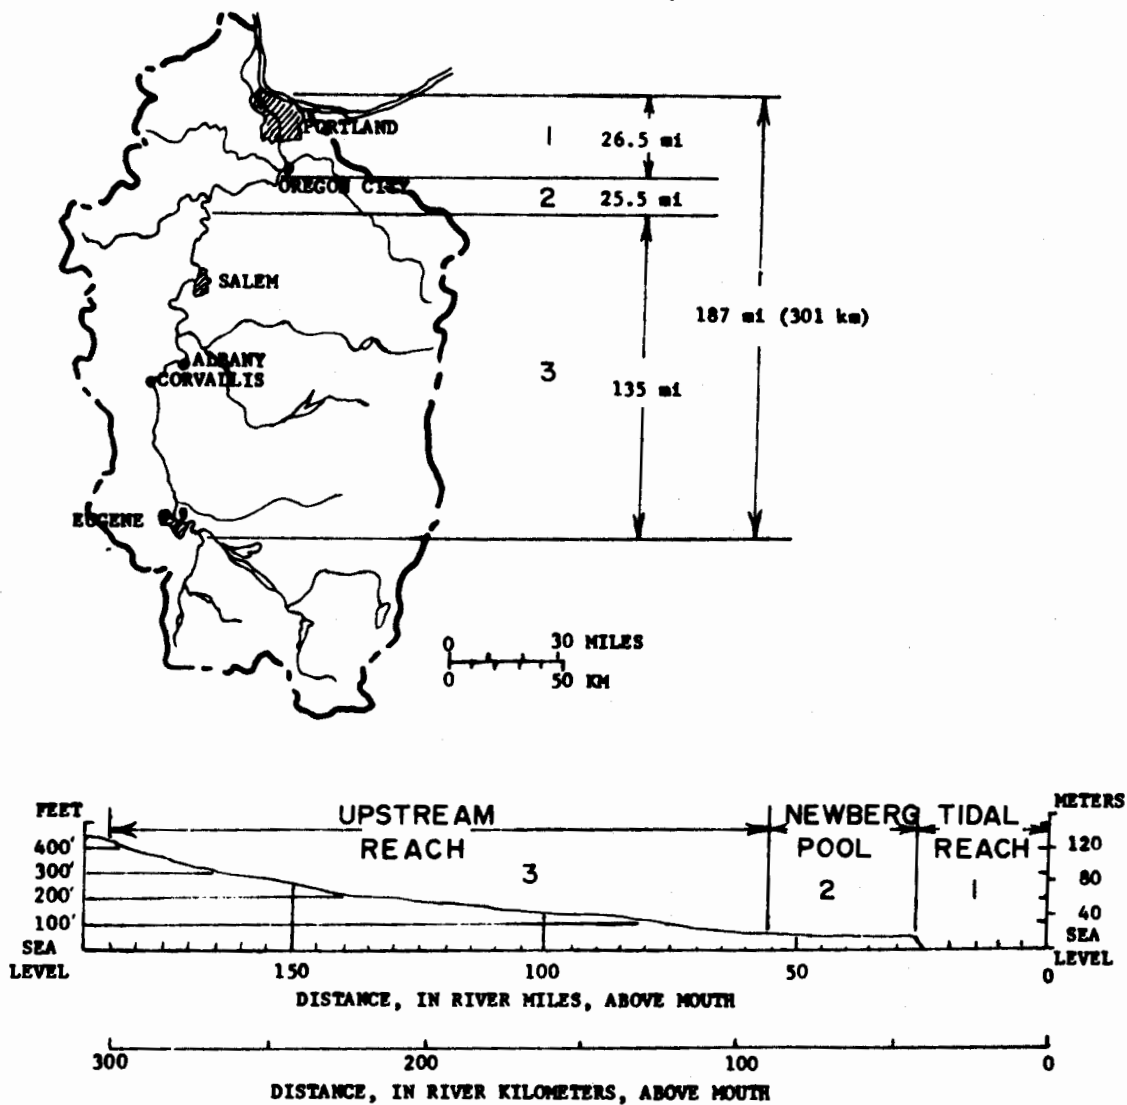 PORTLAND
1 26.5 mi
OREGON CITY
2 25.5 mi
SALEM
187 mi (301 km)
ALBANY
CORVALLIS
3 135 mi
EUGENE
0 30 MILES
0 50 KM
FEET UPSTREAM NEWBERG TIDAL METERS
REACH POOL REACH
400' 120
300' 3 2 1 80
200'
100' 40
SEA LEVEL SEA LEVEL
150 100 50 0
DISTANCE, IN RIVER MILES, ABOVE MOUTH
300 200 100 0
DISTANCE, IN RIVER KILOMETERS, ABOVE MOUTH